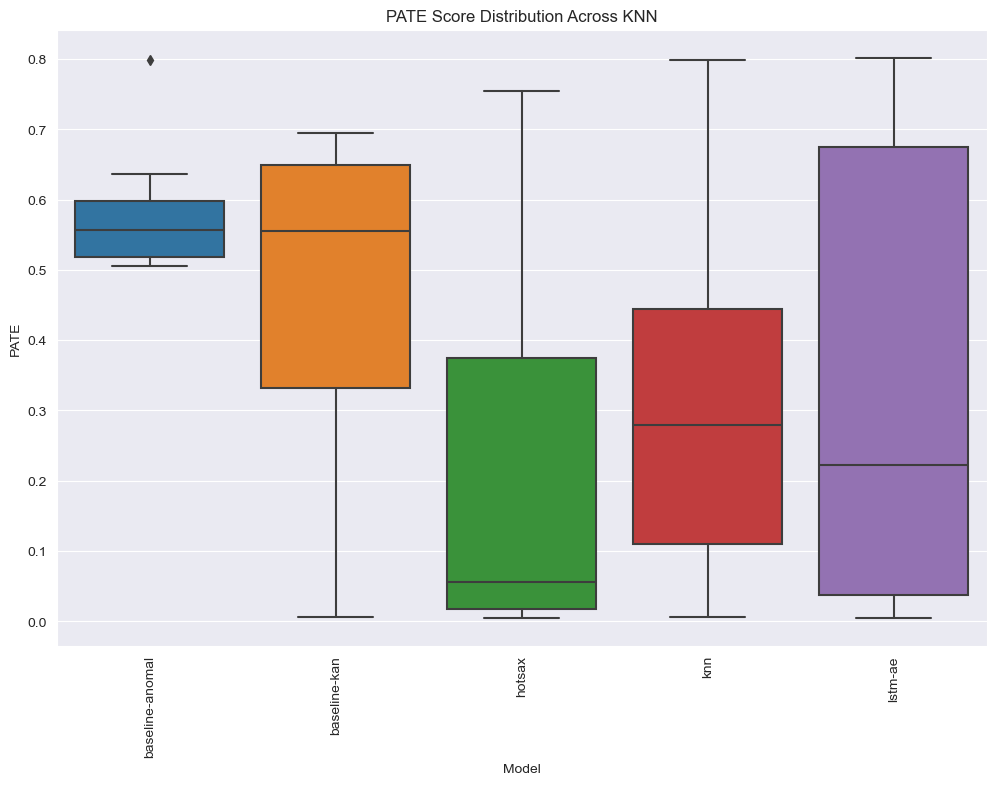 PATE Score Distribution Across KNN
0.8
0.7
0.6
0.5
0.4
0.3
0.2
0.1
0.0
PATE
baseline-anomal
baseline-kan
hotsax
knn
lstm-ae
Model